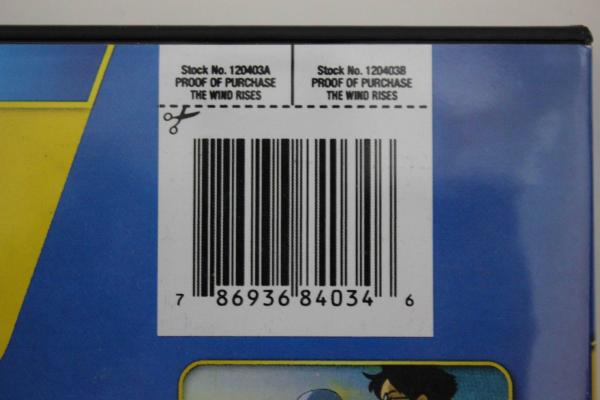 Stock No. 120403A
PROOF OF PURCHASE
THE WIND RISES
Stock No. 120403B
PROOF OF PURCHASE
THE WIND RISES
7 86936 84034 6